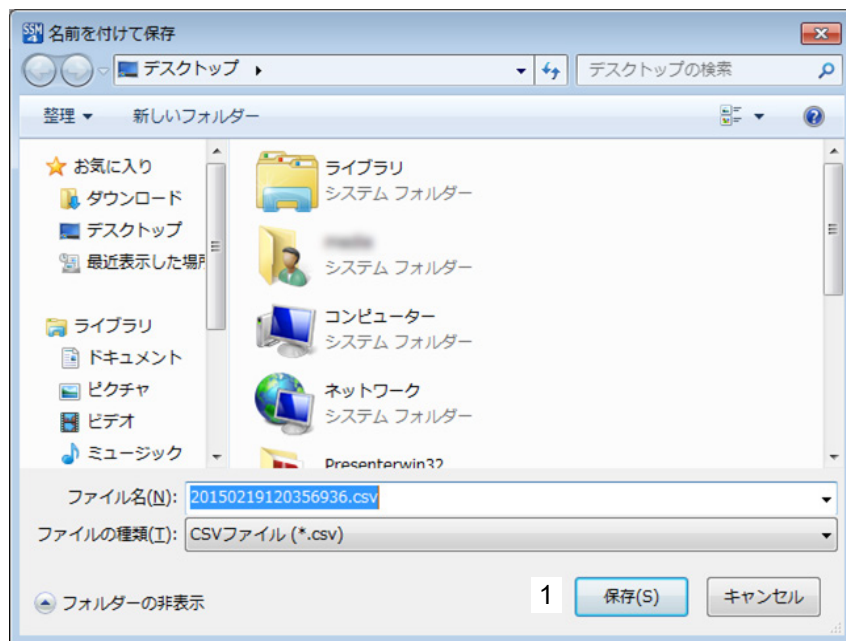 SSM 名前を付けて保存
デスクトップ
デスクトップの検索
整理 新しいフォルダー
お気に入り
ダウンロード
デスクトップ
最近表示した場所
ライブラリ
ドキュメント
ピクチャ
ビデオ
ミュージック
ライブラリ
システム フォルダー
システム フォルダー
コンピューター
システム フォルダー
ネットワーク
システム フォルダー
Presenterwin32
ファイル名(N): 20150219120356936.csv
ファイルの種類(T): CSVファイル (*.csv)
フォルダーの非表示
1 保存(S) キャンセル